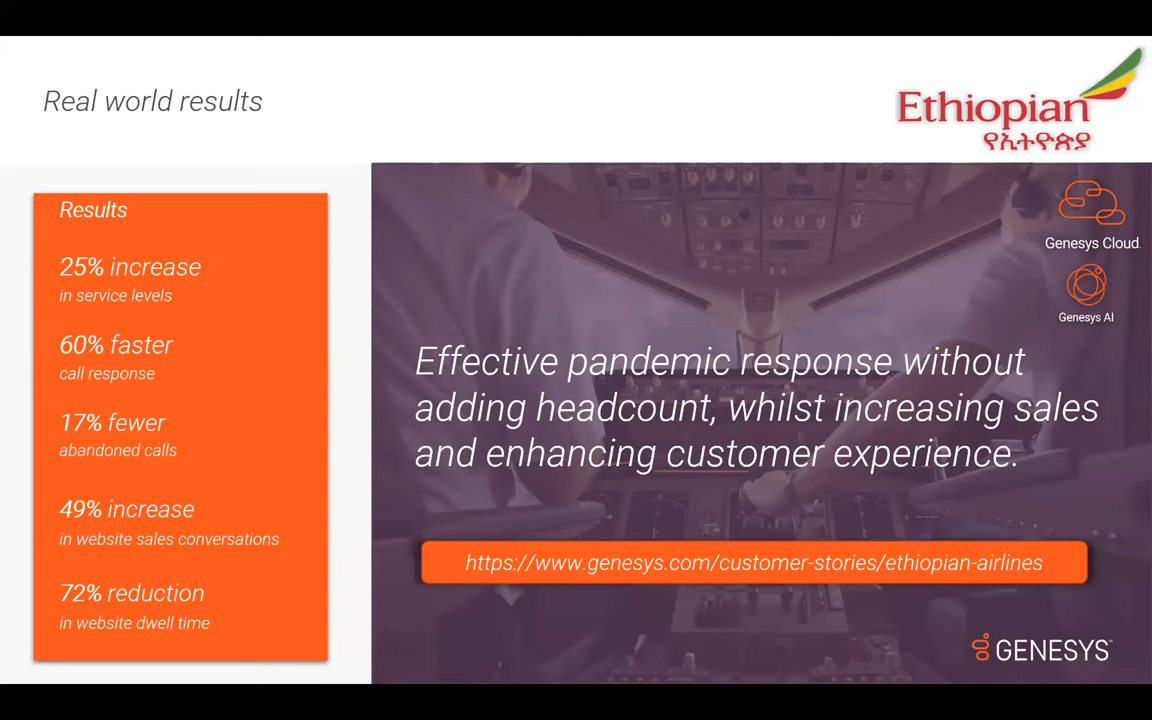 Real world results
Ethiopian
የኢትዮጵያ
Results
25% increase
in service levels
60% faster
call response
17% fewer
abandoned calls
49% increase
in website sales conversations
72% reduction
in website dwell time
Genesys Cloud
Genesys AI
Effective pandemic response without
adding headcount, whilst increasing sales
and enhancing customer experience.
https://www.genesys.com/customer-stories/ethiopian-airlines
GENESYS™